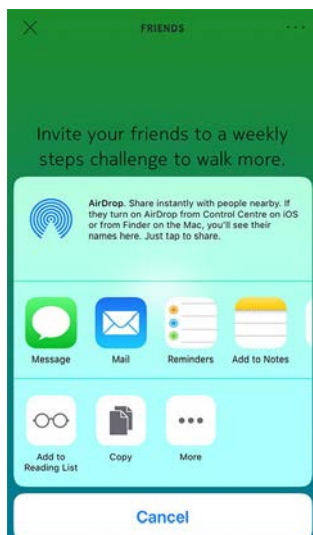 FRIENDS
Invite your friends to a weekly
steps challenge to walk more.
AirDrop. Share instantly with people nearby. If
they turn on AirDrop from Control Centre on iOS
or from Finder on the Mac, you'll see their
names here. Just tap to share.
Message Mail Reminders Add to Notes
Add to Copy More
Reading List
Cancel